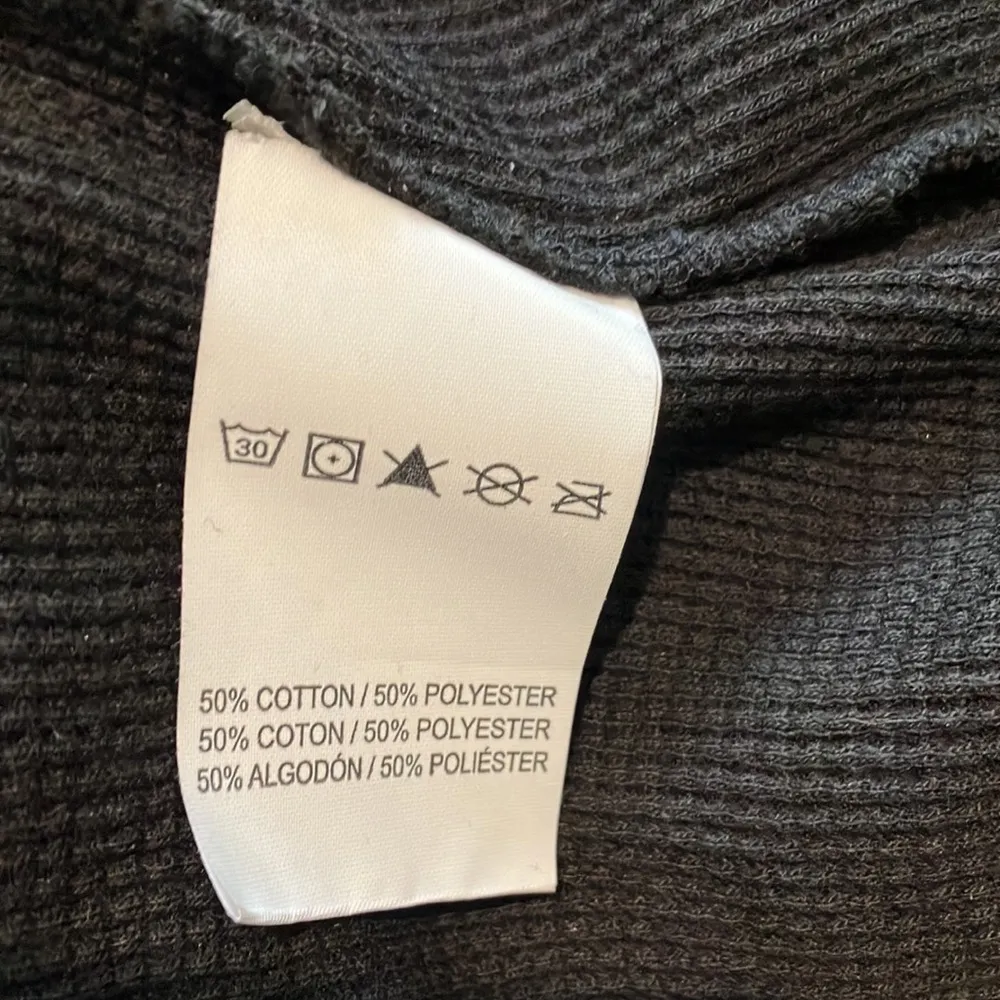 30
50% COTTON / 50% POLYESTER
50% COTON / 50% POLYESTER
50% ALGODÓN / 50% POLIÉSTER